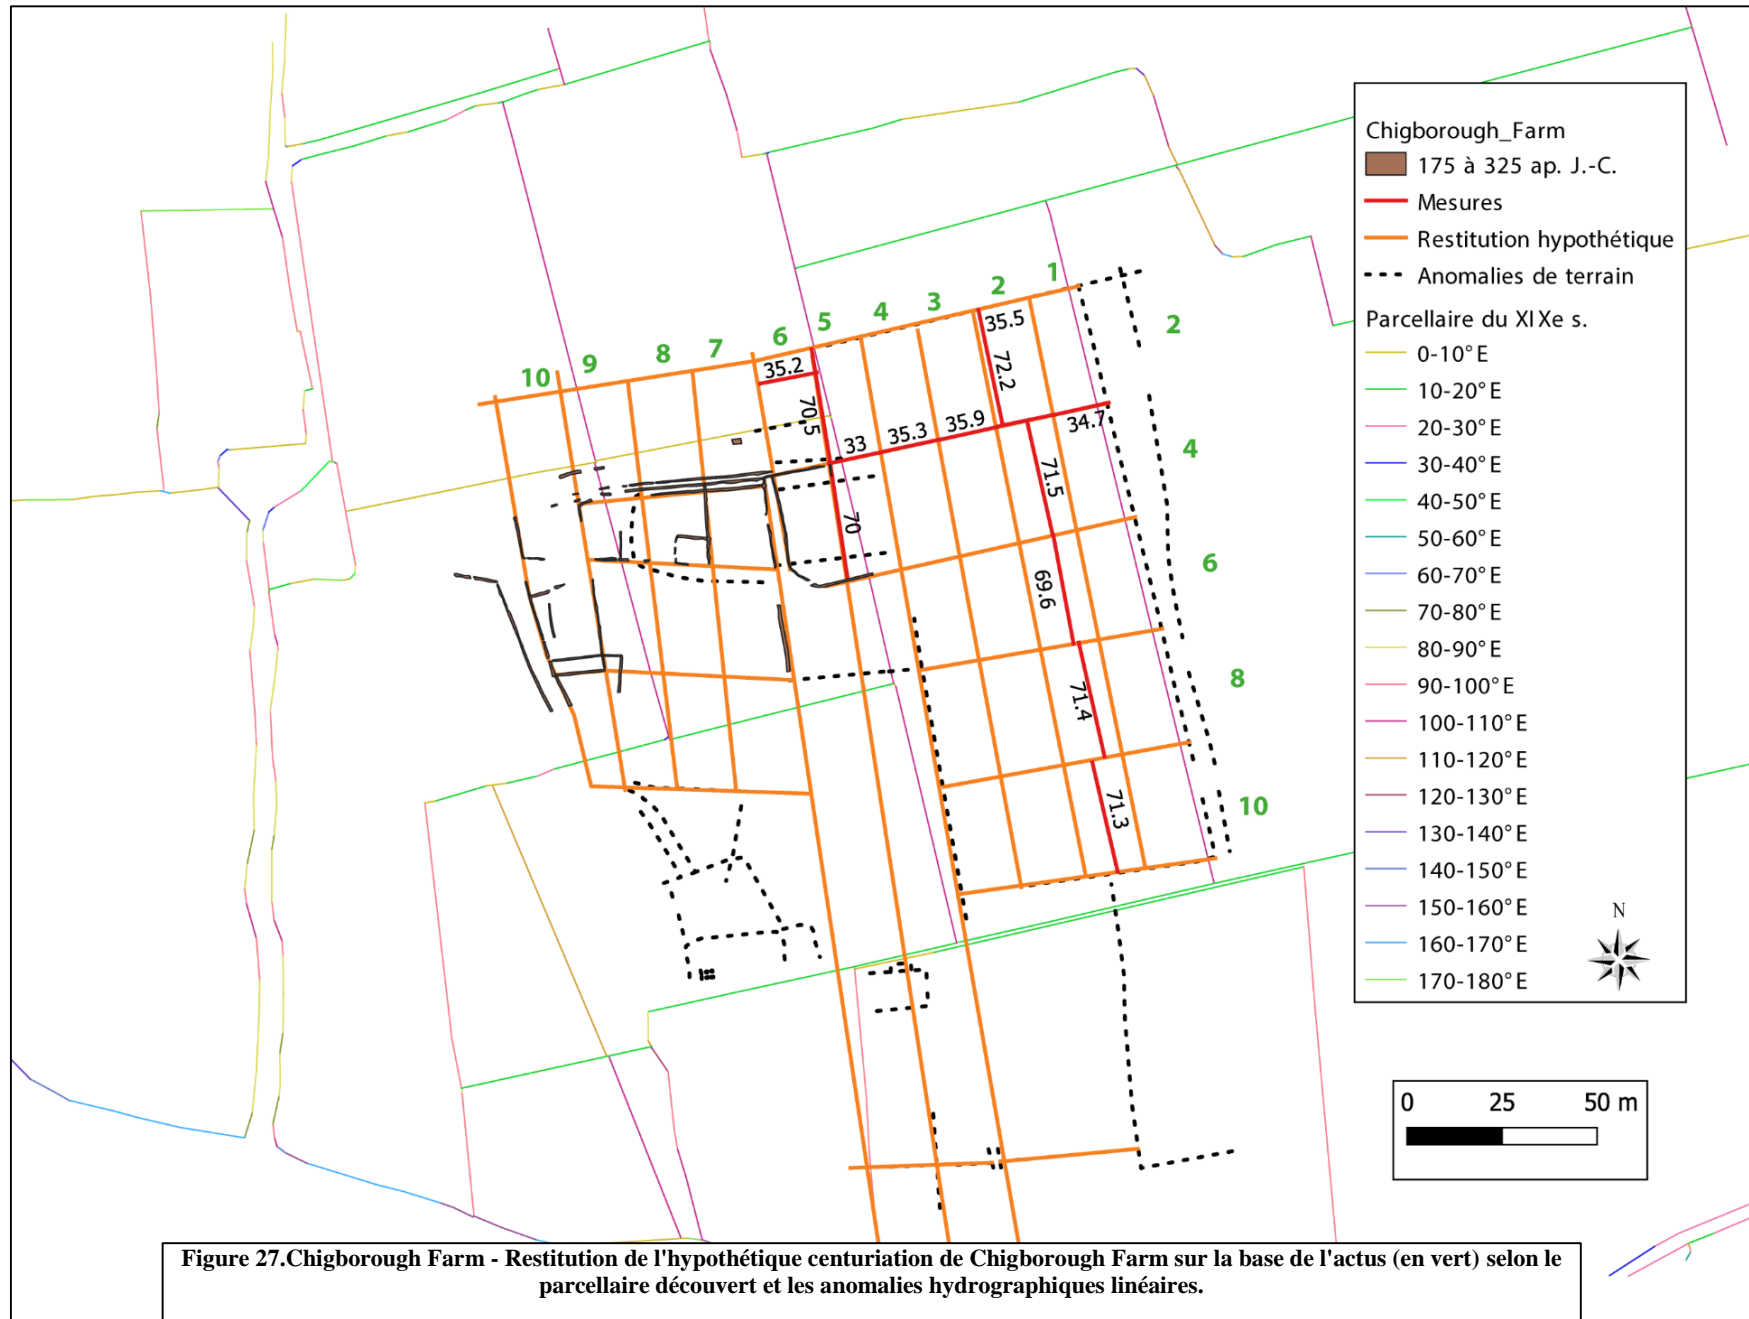 Chigborough_Farm
175 à 325 ap. J.-C.
Mesures
Restitution hypothétique
Anomalies de terrain
Parcellaire du XIXe s.
0-10°E
10-20°E
20-30°E
30-40°E
40-50°E
50-60°E
60-70°E
70-80°E
80-90°E
90-100°E
100-110°E
110-120°E
120-130°E
130-140°E
140-150°E
150-160°E
160-170°E
170-180°E
N
0 25 50 m
10 9 8 7 6 5 4 3 2 1
2
4
6
8
10
35.5
72.2
35.2
70.5
33 35.3 35.9 34.7
71.5
70
69.6
71.4
71.3
Figure 27.Chigborough Farm - Restitution de l'hypothétique centuriation de Chigborough Farm sur la base de l'actus (en vert) selon le
parcellaire découvert et les anomalies hydrographiques linéaires.